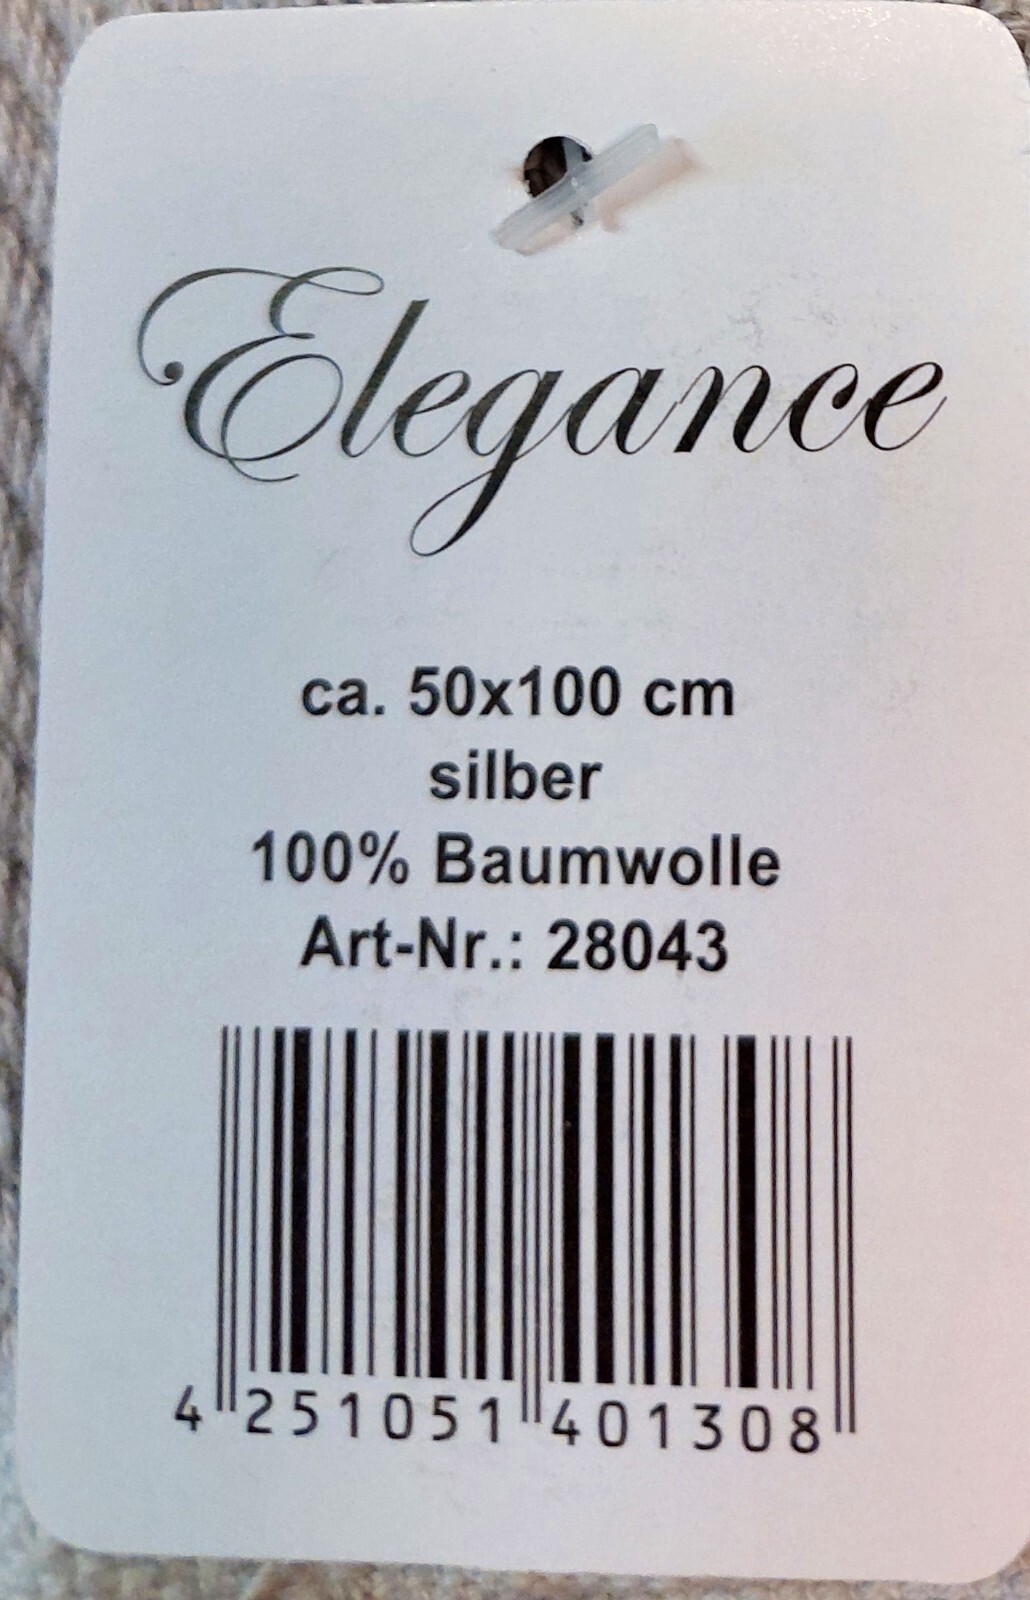 Elegance
ca. 50x100 cm
silber
100% Baumwolle
Art-Nr.: 28043
4 251051 401308